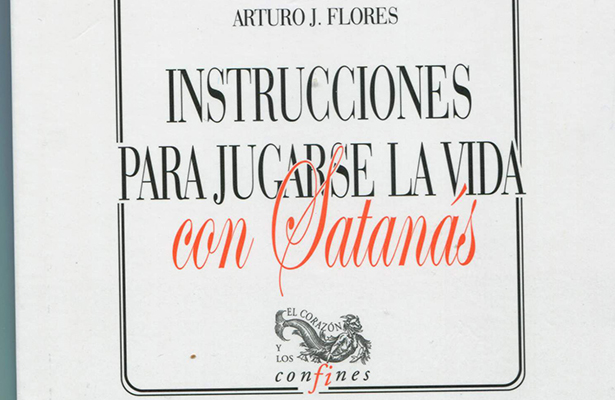 ARTURO J. FLORES
INSTRUCCIONES
PARA JUGARSE LA VIDA
con Satanás
EL CORAZÓN
Y LOS
confines